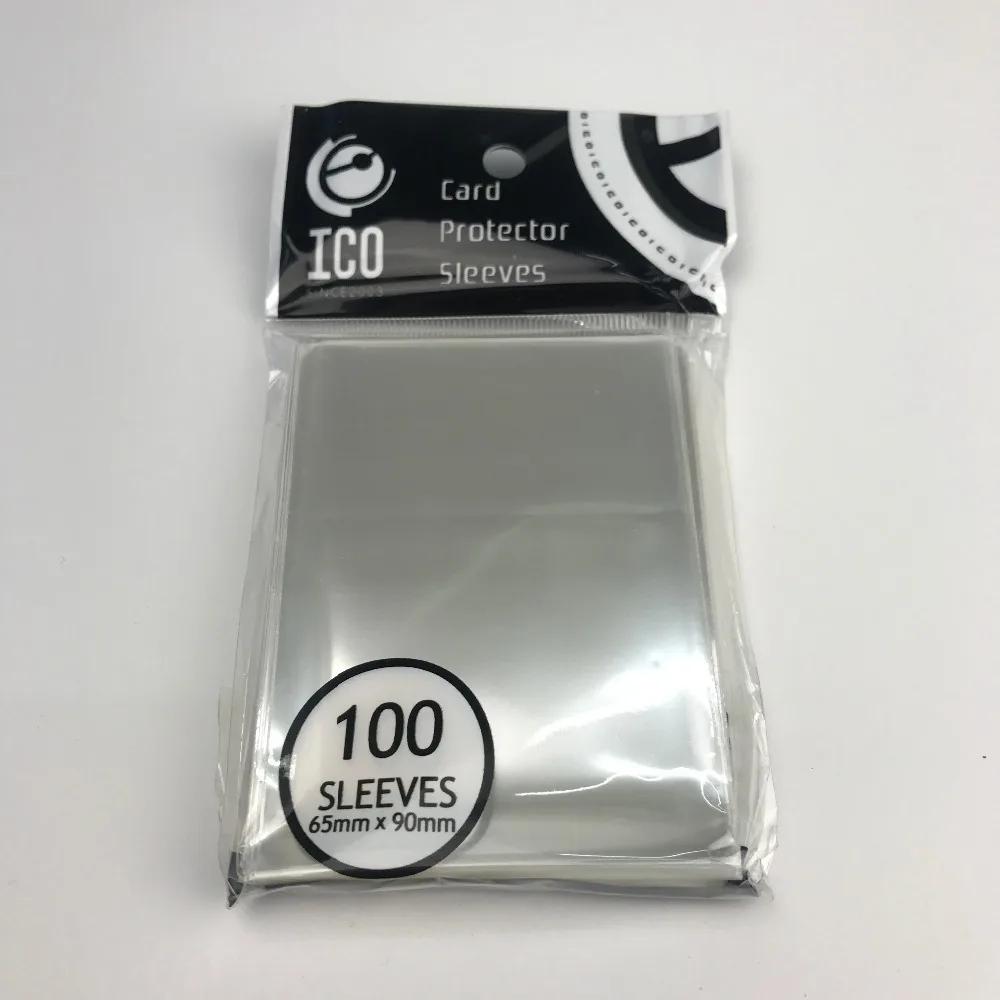 ICO
SINCE2003
Card
Protector
Sleeves
100
SLEEVES
65mm x 90mm